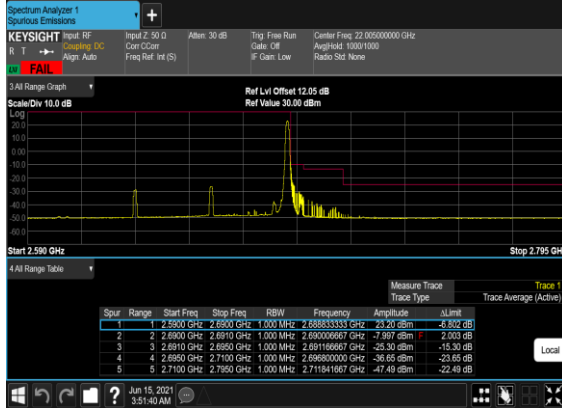 Spectrum Analyzer 1
Spurious Emissions
+
KEYSIGHT
R T
FAIL
Input: RF
Coupling: DC
Align: Auto
Input Z: 50 Ω
Corr CCorr
Freq Ref: Int (S)
Atten: 30 dB
Trig: Free Run
Gate: Off
IF Gain: Low
Center Freq: 22.005000000 GHz
Avg|Hold: 1000/1000
Radio Std: None
3 All Range Graph
Scale/Div 10.0 dB
Ref Lvl Offset 12.05 dB
Ref Value 30.00 dBm
Log
20.0
10.0
0.00
-10.0
-20.0
-30.0
-40.0
-50.0
-60.0
Start 2.590 GHz
Stop 2.795 GH
4 All Range Table
Measure Trace Trace 1
Trace Type Trace Average (Active)
Spur Range Start Freq Stop Freq RBW Frequency Amplitude ΔLimit
1 1 2.5900 GHz 2.6900 GHz 1.000 MHz 2.688833333 GHz 23.20 dBm -6.802 dB
2 2 2.6900 GHz 2.6910 GHz 1.000 MHz 2.690006667 GHz -7.997 dBm F 2.003 dB
3 3 2.6910 GHz 2.6950 GHz 1.000 MHz 2.691166667 GHz -25.30 dBm -15.30 dB
4 4 2.6950 GHz 2.7100 GHz 1.000 MHz 2.696800000 GHz -36.65 dBm -23.65 dB
5 5 2.7100 GHz 2.7950 GHz 1.000 MHz 2.711841667 GHz -47.49 dBm -22.49 dB
Local
?
Jun 15, 2021
3:51:40 AM